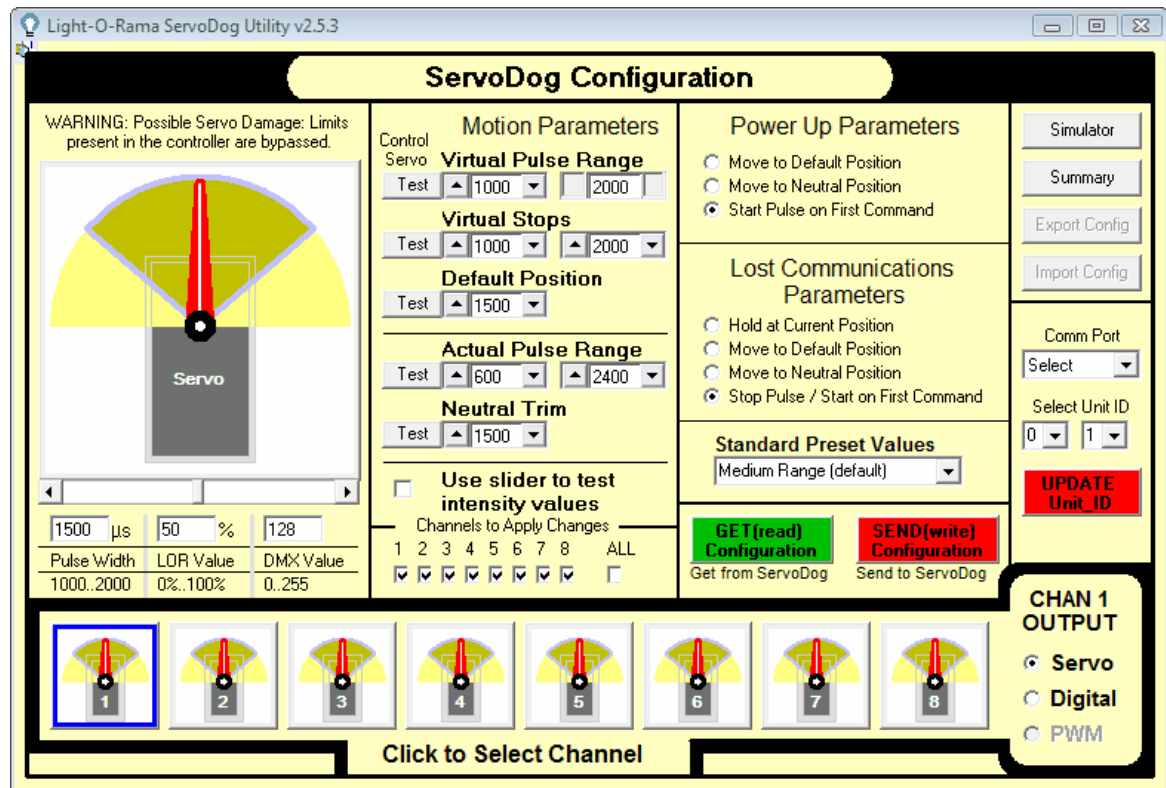 Light-O-Rama ServoDog Utility v2.5.3
ServoDog Configuration
WARNING: Possible Servo Damage: Limits
present in the controller are bypassed.
Servo
1500 µs 50 % 128
Pulse Width LOR Value DMX Value
1000..2000 0%..100% 0..255
Motion Parameters
Control
Servo Virtual Pulse Range
Test 1000 2000
Virtual Stops
Test 1000 2000
Default Position
Test 1500
Actual Pulse Range
Test 600 2400
Neutral Trim
Test 1500
Use slider to test
intensity values
Channels to Apply Changes
1 2 3 4 5 6 7 8 ALL
Power Up Parameters
Move to Default Position
Move to Neutral Position
Start Pulse on First Command
Lost Communications
Parameters
Hold at Current Position
Move to Default Position
Move to Neutral Position
Stop Pulse / Start on First Command
Standard Preset Values
Medium Range (default)
GET(read)
Configuration
Get from ServoDog
SEND(write)
Configuration
Send to ServoDog
Simulator
Summary
Export Config
Import Config
Comm Port
Select
Select Unit ID
0 1
UPDATE
Unit_ID
CHAN 1
OUTPUT
Servo
Digital
PWM
1 2 3 4 5 6 7 8
Click to Select Channel